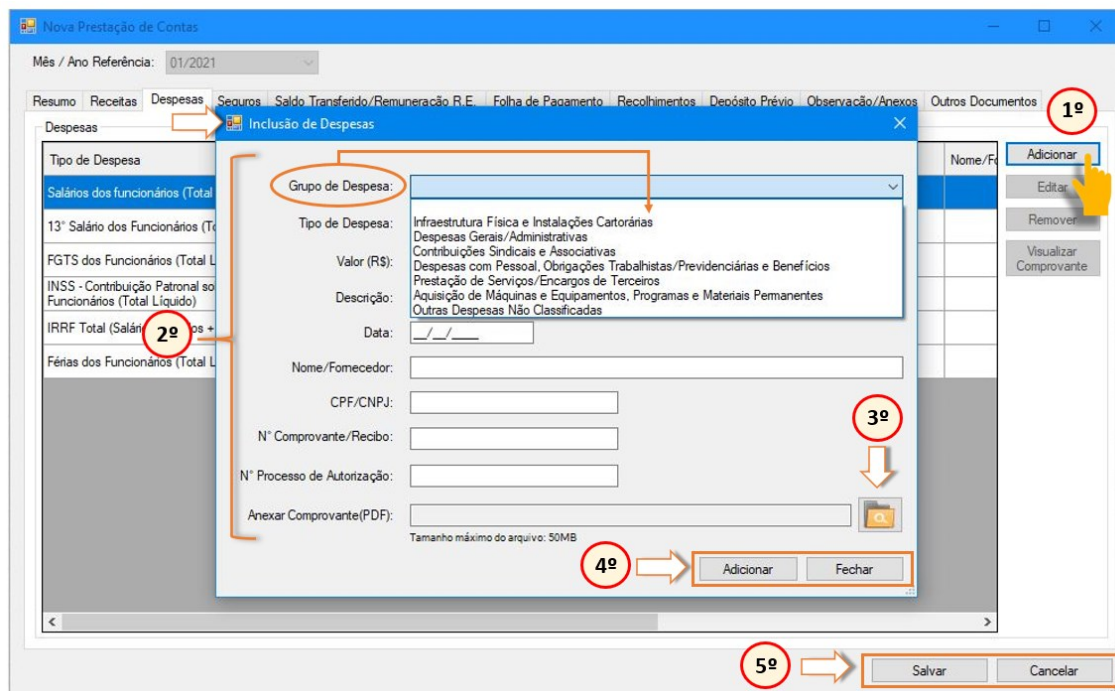 Nova Prestação de Contas
Mês / Ano Referência: 01/2021
Resumo Receitas Despesas Seguros Saldo Transferido/Remuneração R.E. Folha de Pagamento Recolhimentos Depósito Prévio Observação/Anexos Outros Documentos
1º
Despesas
Inclusão de Despesas
Tipo de Despesa
Nome/Fo
Adicionar
Salários dos funcionários (Total
Editar
13° Salário dos Funcionários (To
Remover
FGTS dos Funcionários (Total L
Visualizar
Comprovante
INSS - Contribuição Patronal so
Funcionários (Total Líquido)
IRRF Total (Salári os +
Férias dos Funcionários (Total L
2º
Grupo de Despesa:
Tipo de Despesa:
Infraestrutura Física e Instalações Cartorárias
Despesas Gerais/Administrativas
Contribuições Sindicais e Associativas
Despesas com Pessoal, Obrigações Trabalhistas/Previdenciárias e Benefícios
Prestação de Serviços/Encargos de Terceiros
Aquisição de Máquinas e Equipamentos, Programas e Materiais Permanentes
Outras Despesas Não Classificadas
Valor (R$):
Descrição:
Data: __/__/____
Nome/Fornecedor:
CPF/CNPJ:
3º
N° Comprovante/Recibo:
N° Processo de Autorização:
Anexar Comprovante(PDF):
Tamanho máximo do arquivo: 50MB
4º
Adicionar Fechar
5º
Salvar Cancelar